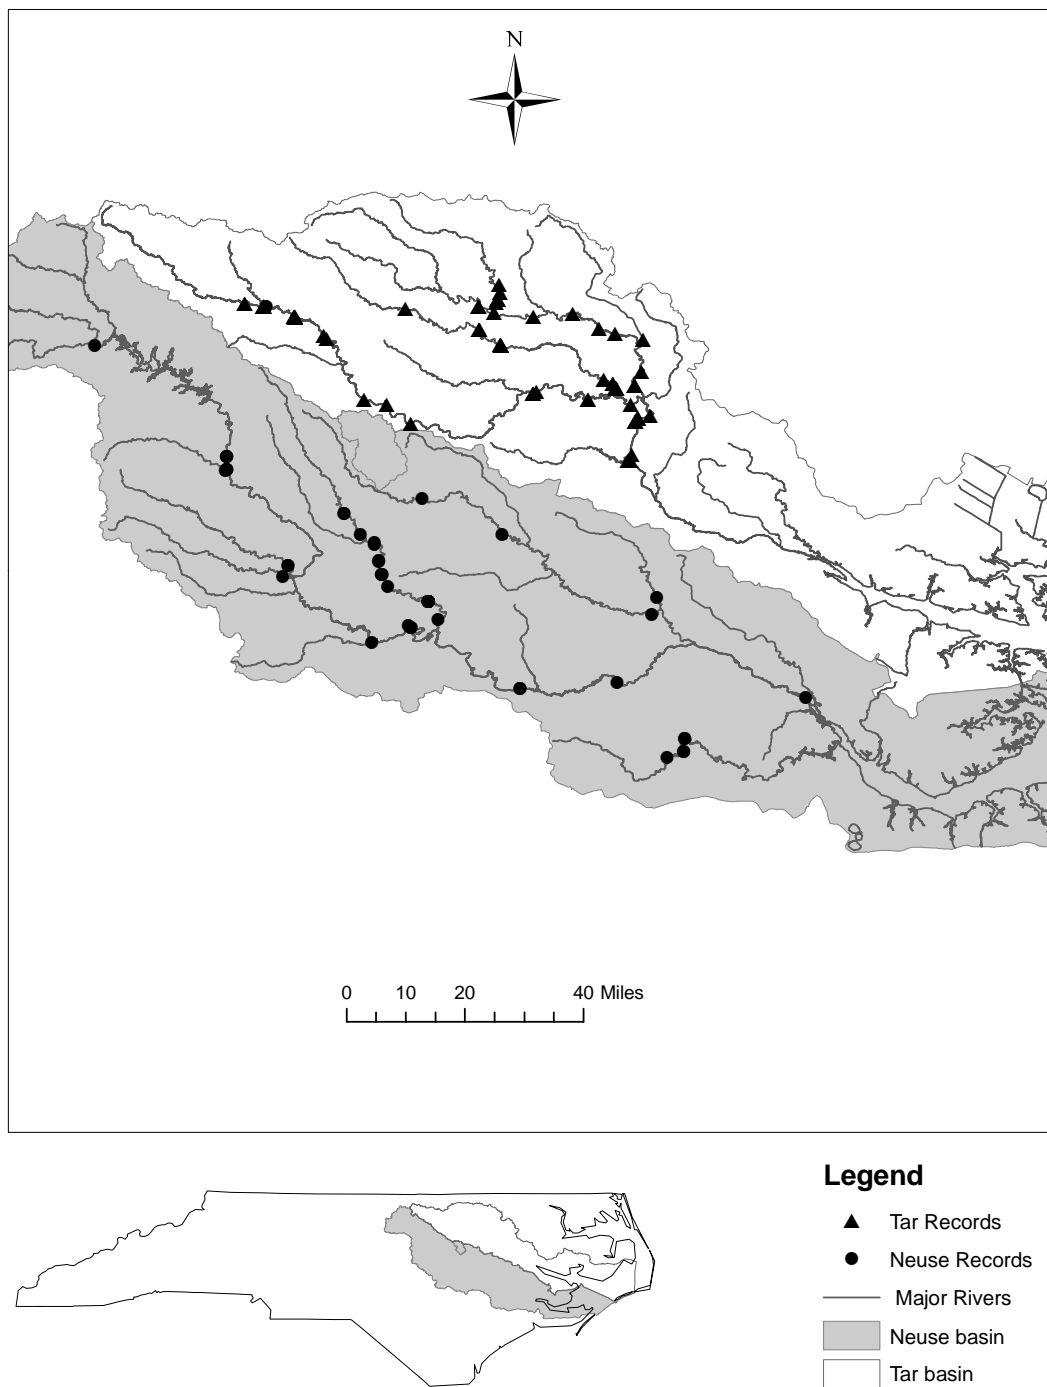 N
0 10 20 40 Miles
Legend
Tar Records
Neuse Records
Major Rivers
Neuse basin
Tar basin